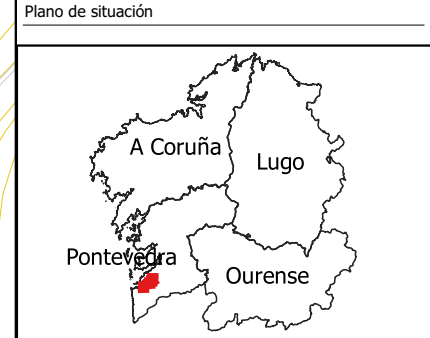 Plano de situación
A Coruña
Lugo
Pontevedra
Ourense